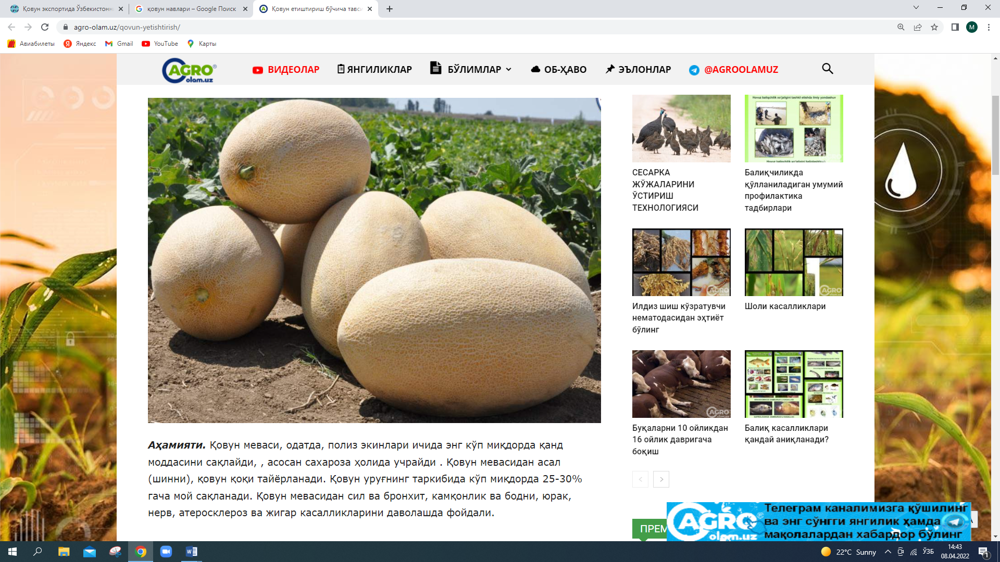 Қовун экспортида Ўзбекистонн
қовун навлари – Google Поиск
Қовун етиштириш бўчича тавси
agro-olam.uz/qovun-yetishtirish/
M
Авиабилеты
Яндекс
Gmail
YouTube
Карты
AGRO
olam.uz
ВИДЕОЛАР
ЯНГИЛИКЛАР
БЎЛИМЛАР
ОБ-ҲАВО
ЭЪЛОНЛАР
@AGROOLAMUZ
Аҳамияти. Қовун меваси, одатда, полиз экинлари ичида энг кўп миқдорда қанд
моддасини сақлайди, , асосан сахароза ҳолида учрайди . Қовун мевасидан асал
(шинни), қовун қоқи тайёрланади. Қовун уруғнинг таркибида кўп миқдорда 25-30%
гача мой сақланади. Қовун мевасидан сил ва бронхит, камқонлик ва бодни, юрак,
нерв, атеросклероз ва жигар касалликларини даволашда фойдали.
СЕСАРКА
ЖЎЖАЛАРИНИ
ЎСТИРИШ
ТЕХНОЛОГИЯСИ
Hovuz baliqchilik xo'jaligini tashkil etishda ilmiy yondashuv
Балиқчиликда
қўлланиладиган умумий
профилактика
тадбирлари
Илдиз шиш кўзратувчи
нематодасидан эҳтиёт
бўлинг
Шоли касалликлари
Буқаларни 10 ойликдан
16 ойлик давригача
боқиш
Балиқ касалликлари
қандай аниқланади?
ПРЕМ
AGRO
olam.uz
Телеграм каналимизга қўшилинг
ва энг сўнгги янгилик ҳамда
мақолалардан хабардор бўлинг
22°C Sunny
ЎЗБ
14:43
08.04.2022
1